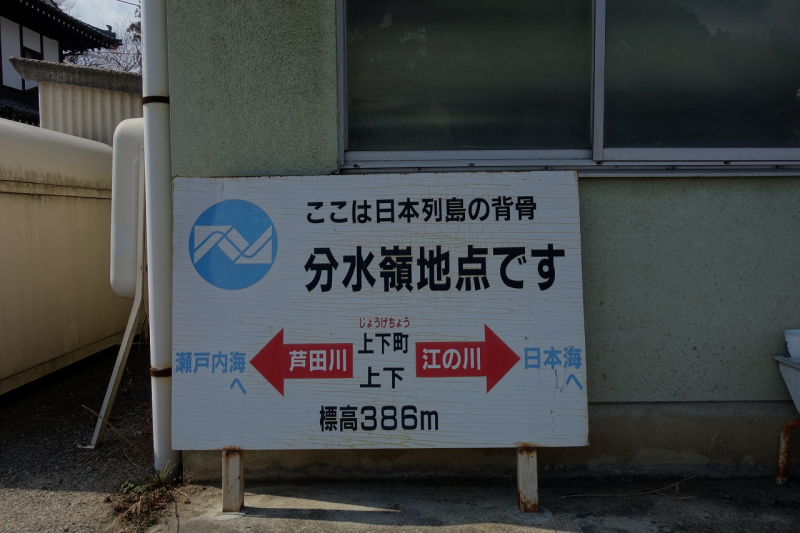 ここは日本列島の背骨
分水嶺地点です
じょうげちょう
上下町
瀬戸内海へ
芦田川
江の川
日本海へ
上下
標高386m